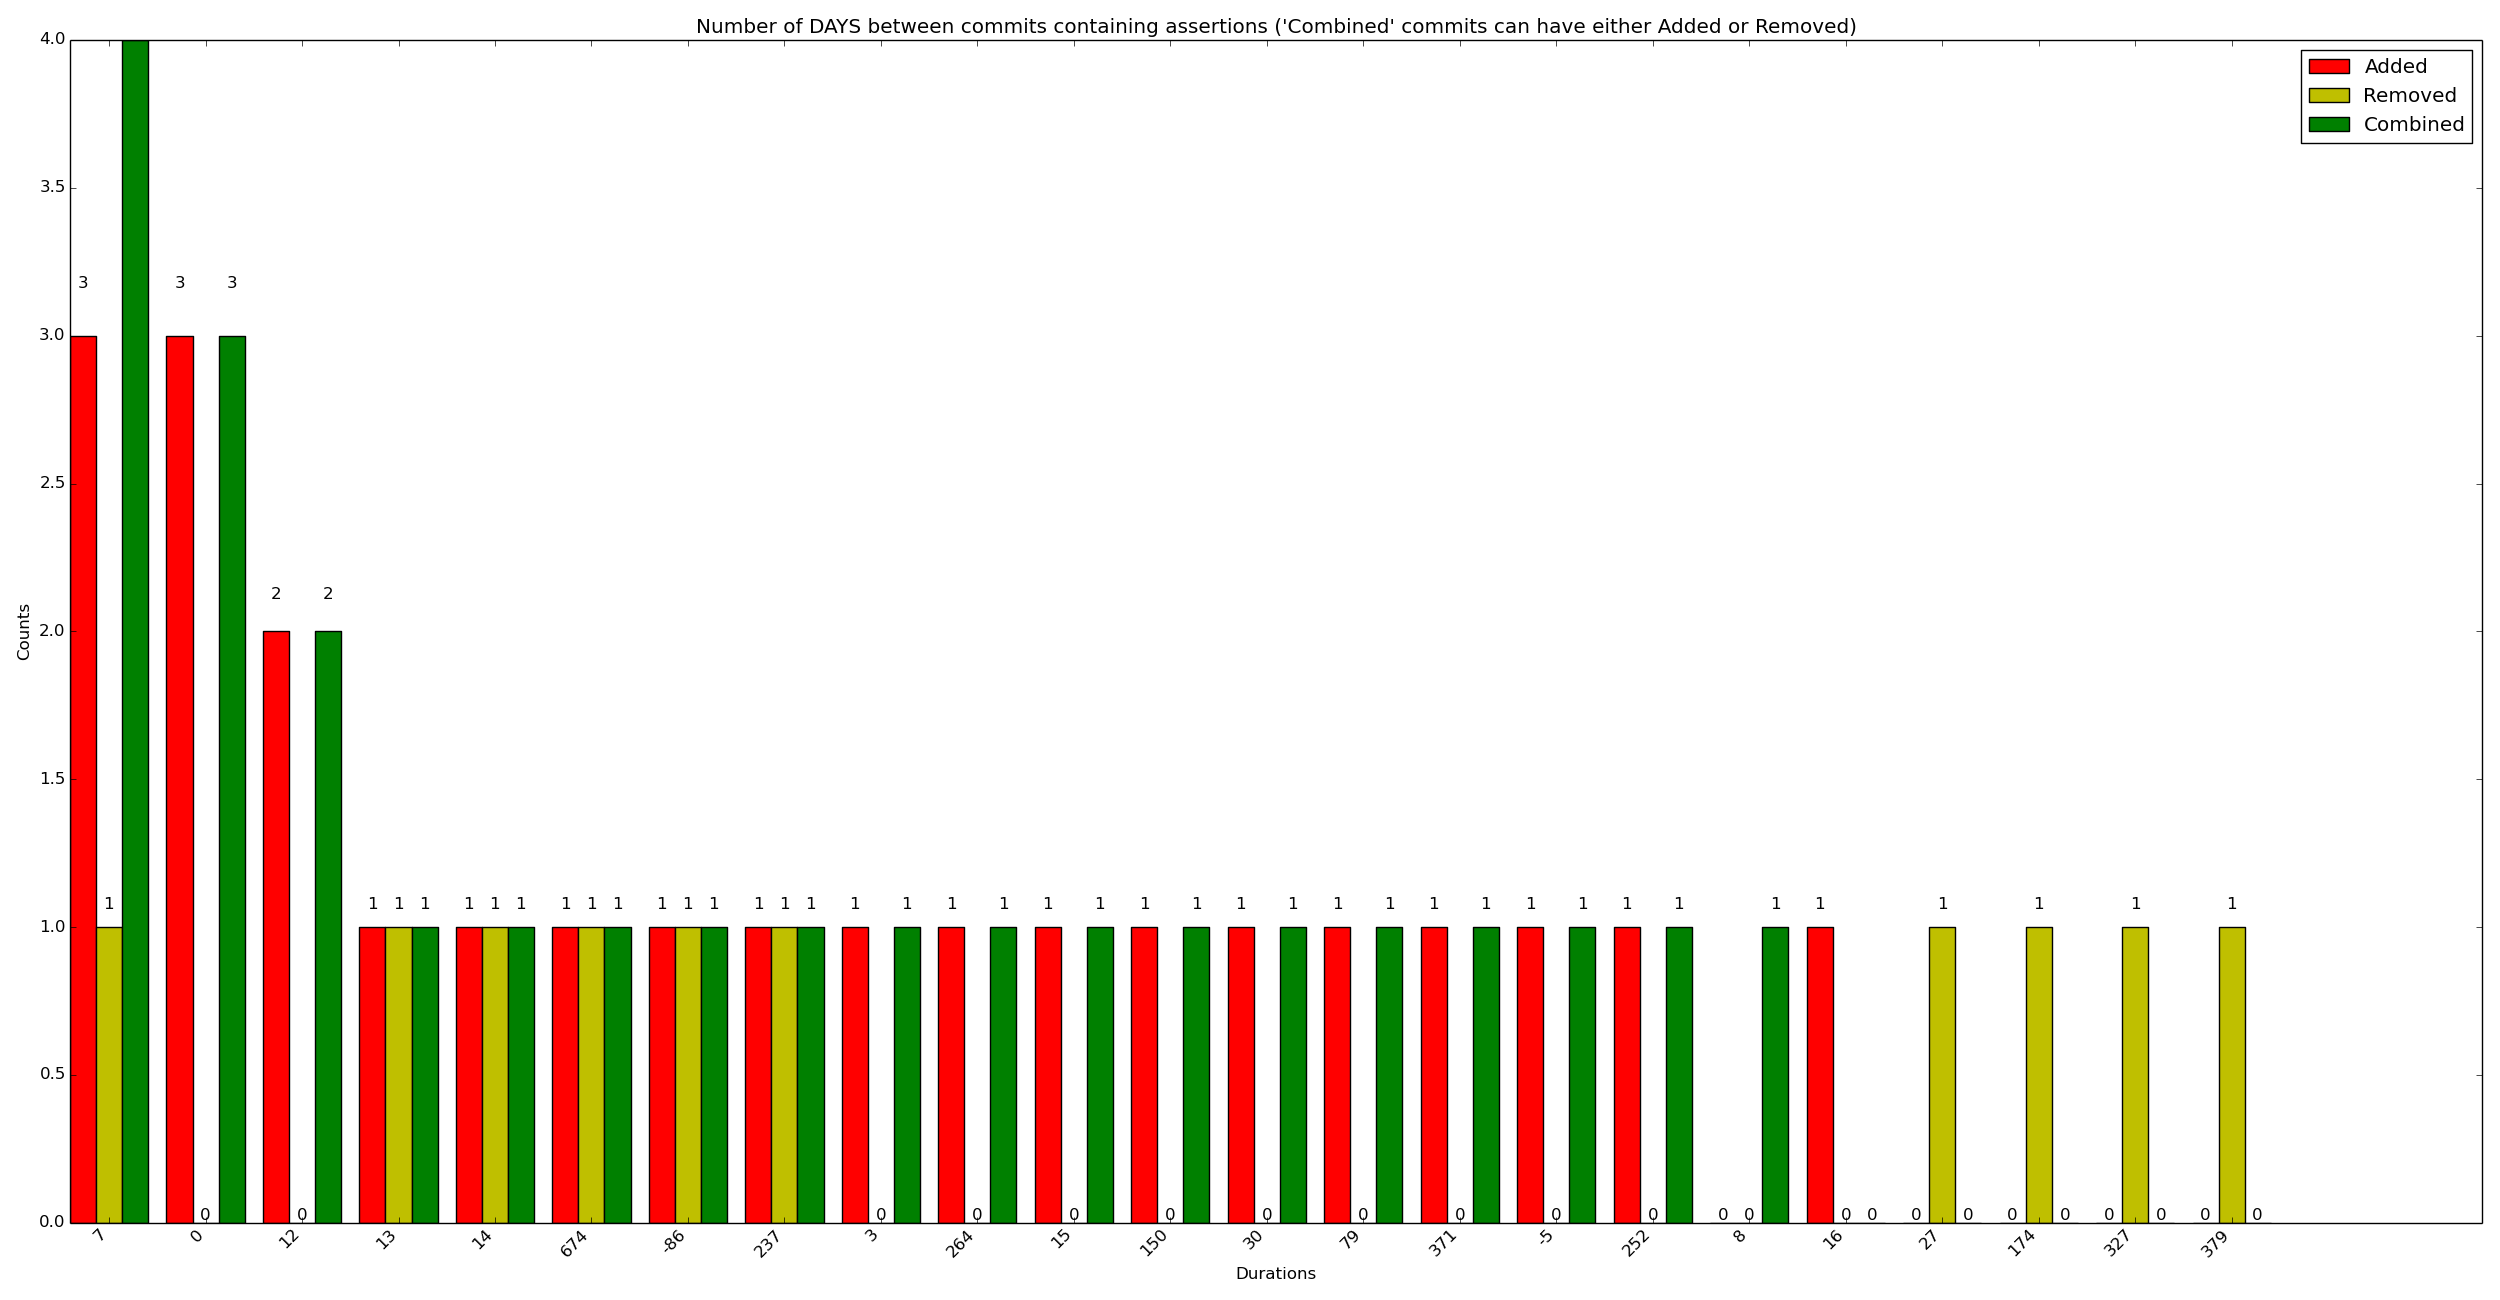 Number of DAYS between commits containing assertions ('Combined' commits can have either Added or Removed)
Added
Removed
Combined
4.0
3.5
3.0
2.5
2.0
1.5
1.0
0.5
0.0
Counts
3 3 3
2 2
1 1 1 1 1 1 1 1 1 1 1 1 1 1 1 1 1 1 1 1 1 1 1 1 1 1 1 1 1 1 1 1 1 1 1 1 1 1 1 1
0 0 0 0 0 0 0 0 0 0 0 0 0 0 0 0 0 0 0 0 0 0 0
7 0 12 13 14 674 -86 237 3 264 15 150 30 79 371 -5 252 8 16 27 174 327 379
Durations